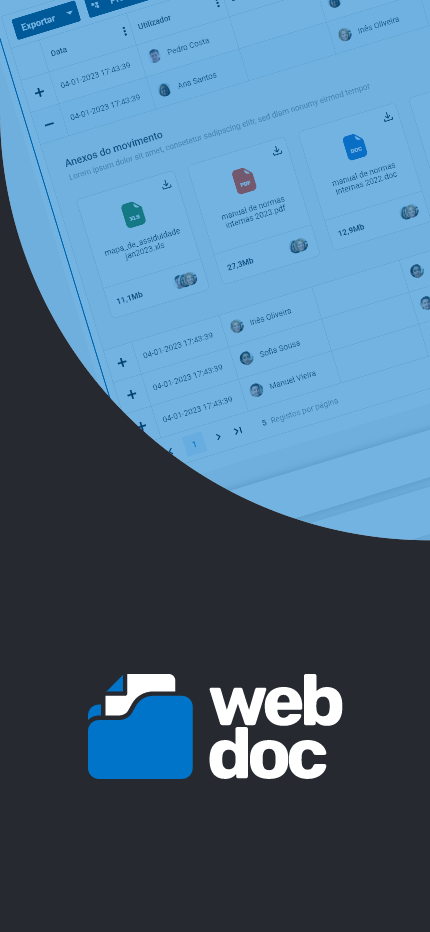 Exportar
Data
Utilizador
04-01-2023 17:43:39
Pedro Costa
Inês Oliveira
04-01-2023 17:43:39
Ana Santos
Anexos do movimento
Lorem ipsum dolor sit amet, consetetur sadipscing elitr, sed diam nonumy eirmod tempor
XLS
mapa_de_assiduidade
jan2023.xls
11,1Mb
PDF
manual de normas
internas 2023.pdf
27,3Mb
DOC
manual de normas
internas 2022.doc
12,9Mb
04-01-2023 17:43:39
Inês Oliveira
04-01-2023 17:43:39
Sofia Sousa
04-01-2023 17:43:39
Manuel Vieira
1
5 Registos por página
web
doc